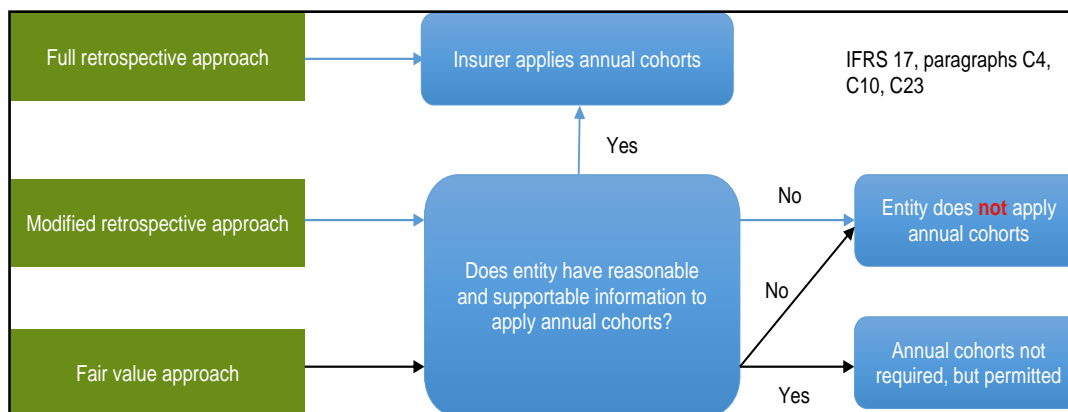 Full retrospective approach
Insurer applies annual cohorts
IFRS 17, paragraphs C4,
C10, C23
Yes
Modified retrospective approach
No
Entity does not apply
annual cohorts
Does entity have reasonable
and supportable information to
apply annual cohorts?
No
Fair value approach
Yes
Annual cohorts not
required, but permitted